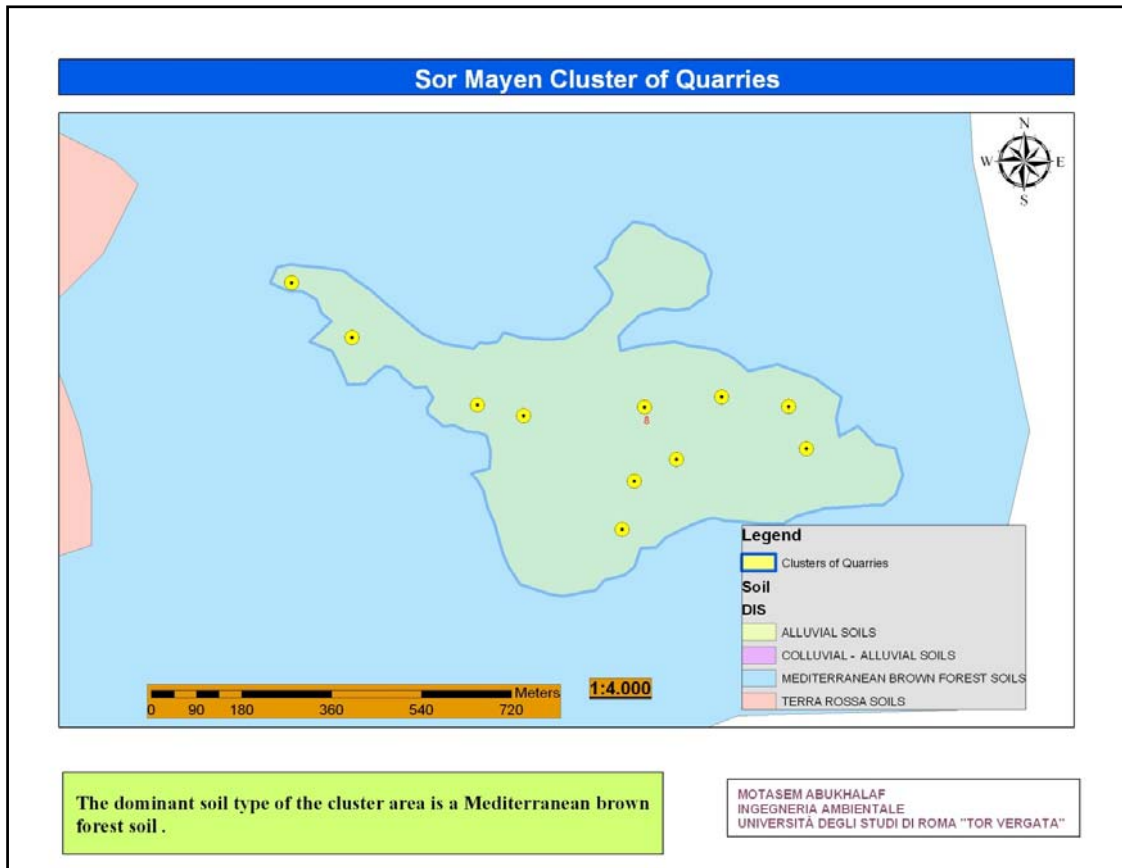 Sor Mayen Cluster of Quarries
N
W E
S
8
Legend
Clusters of Quarries
Soil
DIS
ALLUVIAL SOILS
COLLUVIAL - ALLUVIAL SOILS
MEDITERRANEAN BROWN FOREST SOILS
TERRA ROSSA SOILS
Meters
0 90 180 360 540 720
1:4.000
The dominant soil type of the cluster area is a Mediterranean brown
forest soil .
MOTASEM ABUKHALAF
INGEGNERIA AMBIENTALE
UNIVERSITÀ DEGLI STUDI DI ROMA "TOR VERGATA"